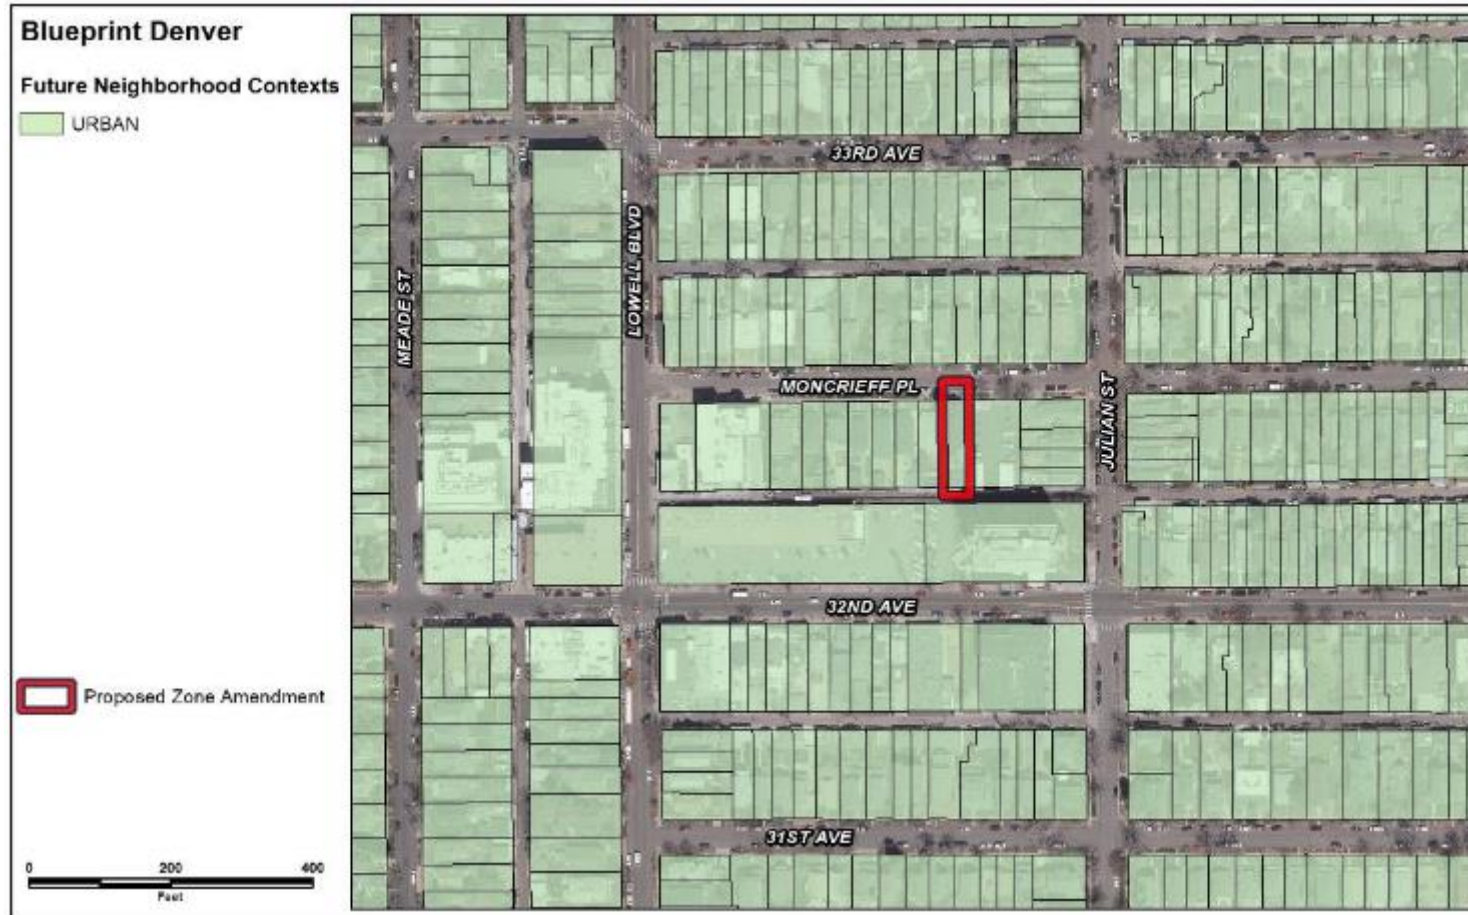 Blueprint Denver
Future Neighborhood Contexts
URBAN
33RD AVE
LOWELL BLVD
MEADE ST
MONCRIEFF PL
JULIAN ST
32ND AVE
Proposed Zone Amendment
31ST AVE
0 200 400
Feet